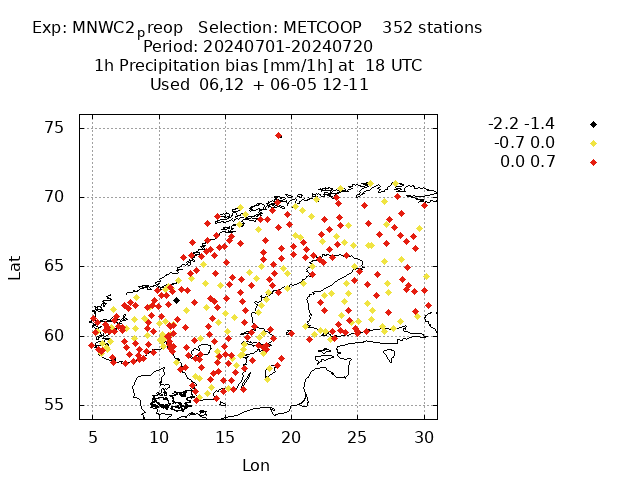 Exp: MNWC2preop Selection: METCOOP 352 stations
Period: 20240701-20240720
1h Precipitation bias [mm/1h] at 18 UTC
Used 06,12 + 06-05 12-11
-2.2 -1.4
-0.7 0.0
0.0 0.7
75
70
65
60
55
Lat
5 10 15 20 25 30
Lon